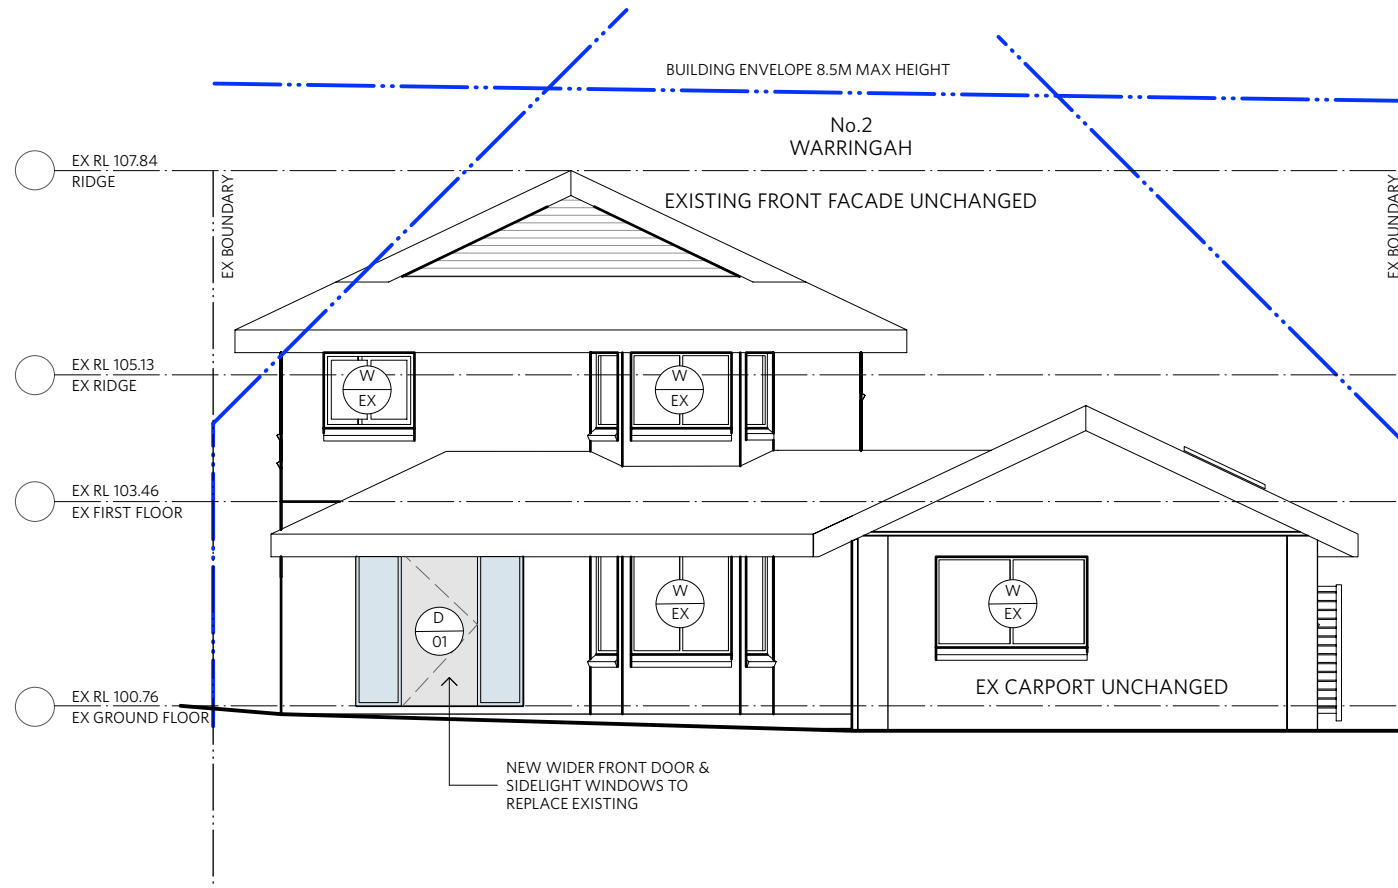 BUILDING ENVELOPE 8.5M MAX HEIGHT
No.2
WARRINGAH
EX RL 107.84
RIDGE
EX BOUNDARY
EXISTING FRONT FACADE UNCHANGED
EX BOUNDARY
EX RL 105.13
EX RIDGE
W
EX
W
EX
EX RL 103.46
EX FIRST FLOOR
D
01
W
EX
W
EX
EX RL 100.76
EX GROUND FLOOR
EX CARPORT UNCHANGED
NEW WIDER FRONT DOOR &
SIDELIGHT WINDOWS TO
REPLACE EXISTING